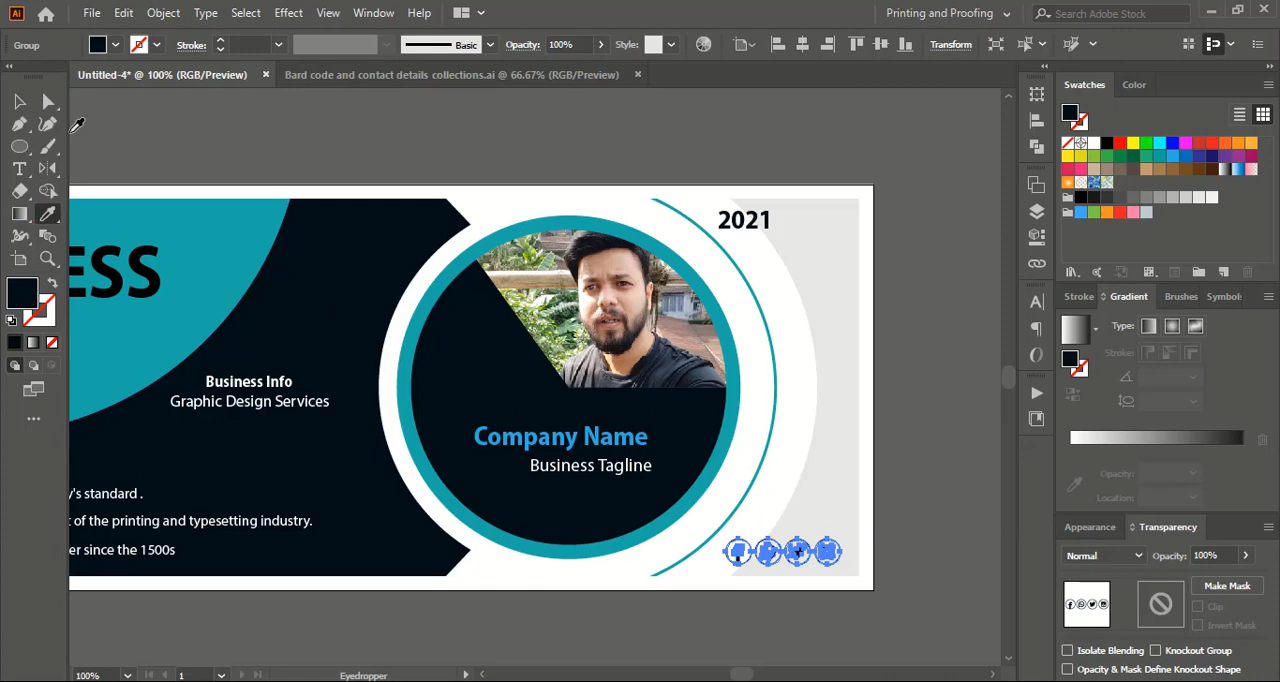 Ai File Edit Object Type Select Effect View Window Help Printing and Proofing Search Adobe Stock
Group Stroke: Basic Opacity: 100% Style: Transform
Untitled-4* @ 100% (RGB/Preview) × Bard code and contact details collections.ai @ 66.67% (RGB/Preview) ×
Swatches Color
2021
ESS
Stroke Gradient Brushes Symbols
Type:
Stroke:
Business Info
Graphic Design Services
Company Name
Business Tagline
Opacity:
Location:
y's standard .
t of the printing and typesetting industry.
er since the 1500s
Appearance Transparency
Normal Opacity: 100%
Make Mask
Clip
Invert Mask
Isolate Blending Knockout Group
Opacity & Mask Define Knockout Shape
100% 1 Eyedropper